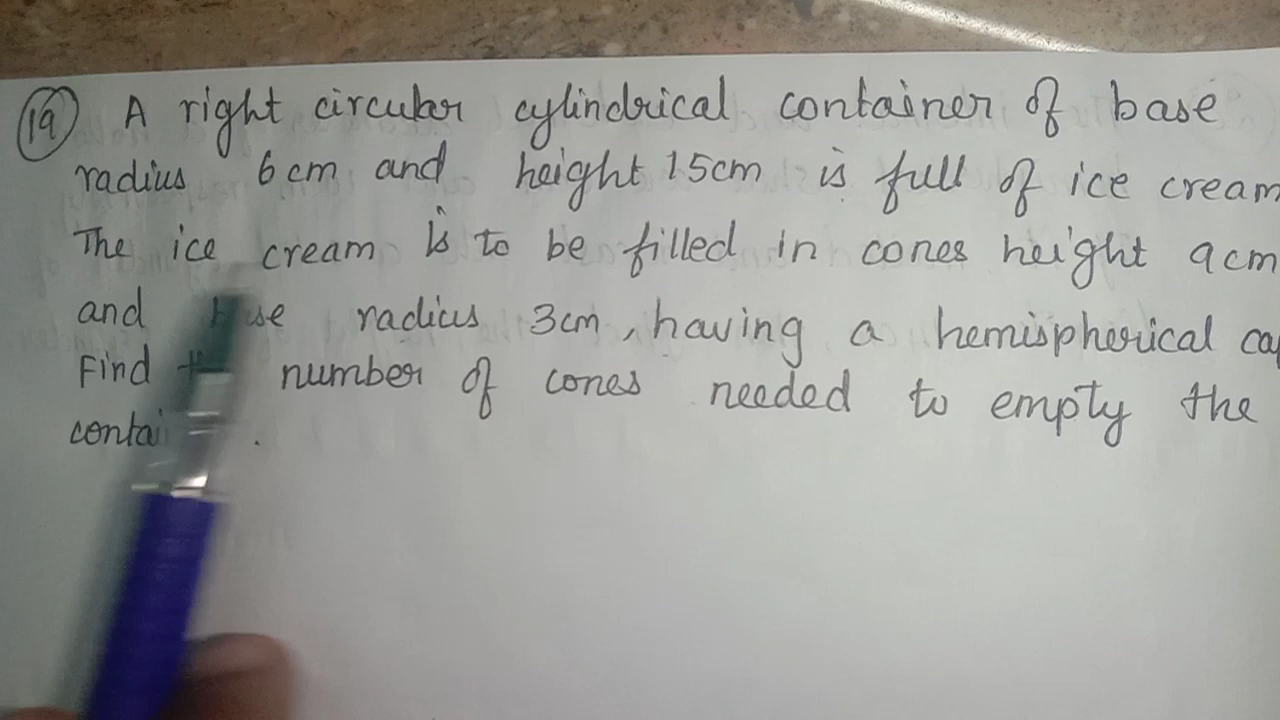 19 A right circular cylindrical container of base
radius 6cm and height 15cm is full of ice cream
The ice cream is to be filled in cones height 9cm
and radius 3cm, having a hemispherical
Find number of cones needed to empty the
.